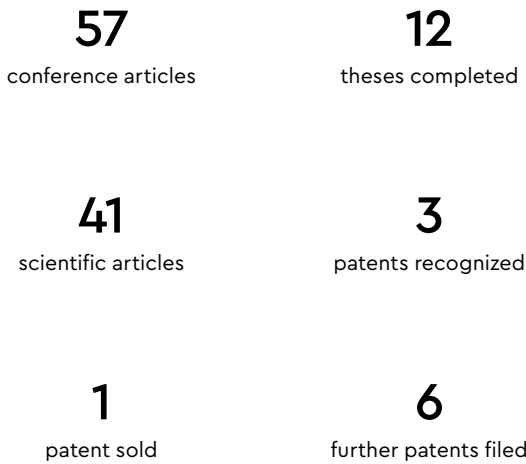 57
conference articles
12
theses completed
41
scientific articles
3
patents recognized
1
patent sold
6
further patents filed